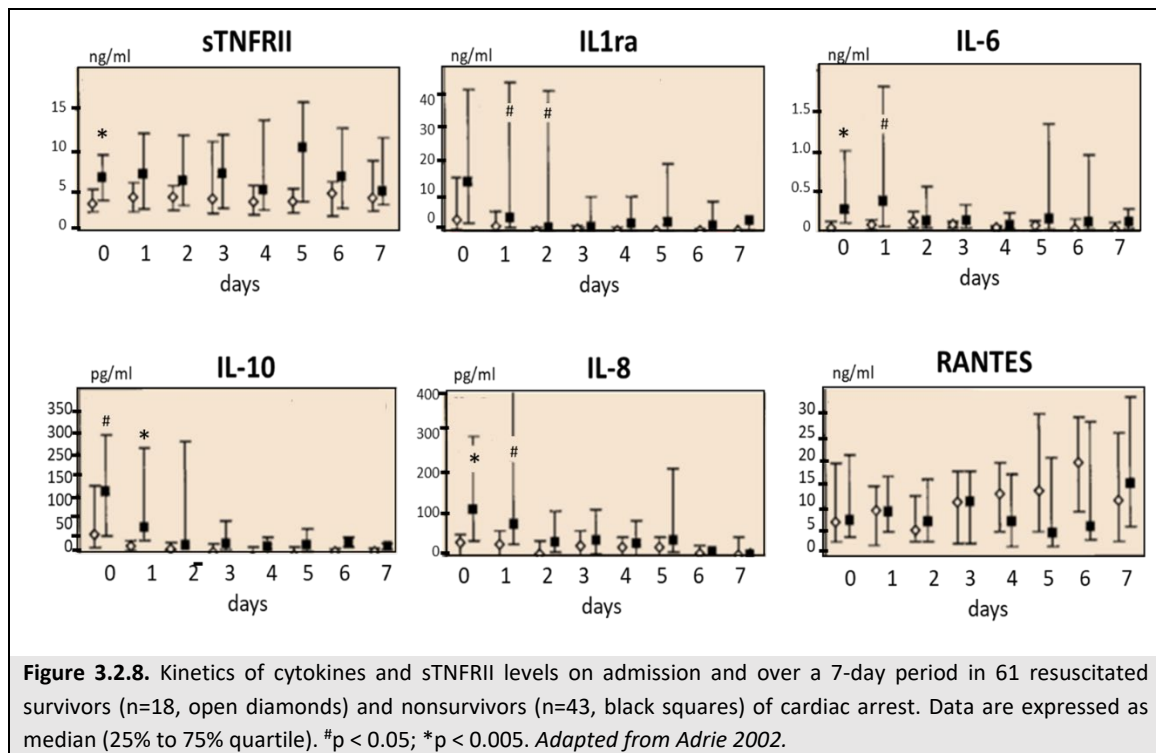 sTNFRII
IL1ra
IL-6
ng/ml
ng/ml
ng/ml
15
10
5
0
*
0 1 2 3 4 5 6 7
days
40
30
20
10
0
# #
0 1 2 3 4 5 6 7
days
1.5
1.0
0.5
0
* #
0 1 2 3 4 5 6 7
days
IL-10
IL-8
RANTES
pg/ml
pg/ml
ng/ml
350
300
250
150
100
50
0
# *
0 1 2 3 4 5 6 7
days
400
300
200
100
0
* #
0 1 2 3 4 5 6 7
days
30
25
20
15
10
5
0
0 1 2 3 4 5 6 7
days
Figure 3.2.8. Kinetics of cytokines and sTNFRII levels on admission and over a 7-day period in 61 resuscitated
survivors (n=18, open diamonds) and nonsurvivors (n=43, black squares) of cardiac arrest. Data are expressed as
median (25% to 75% quartile). #p < 0.05; *p < 0.005. Adapted from Adrie 2002.